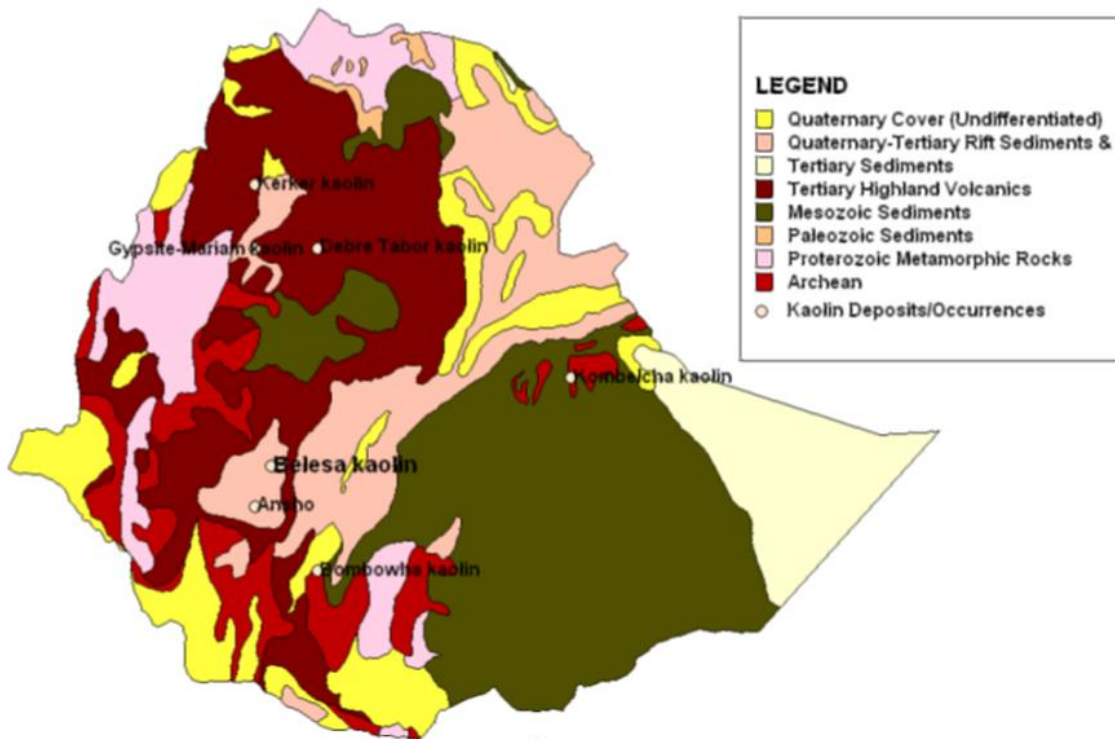 LEGEND
Quaternary Cover (Undifferentiated)
Quaternary-Tertiary Rift Sediments &
Tertiary Sediments
Tertiary Highland Volcanics
Mesozoic Sediments
Paleozoic Sediments
Proterozoic Metamorphic Rocks
Archean
Kaolin Deposits/Occurrences
Kerker kaolin
Gypsite-Mariam kaolin
Debre Tabor kaolin
Kombelcha kaolin
Belesa kaolin
Ansho
Bombowha kaolin